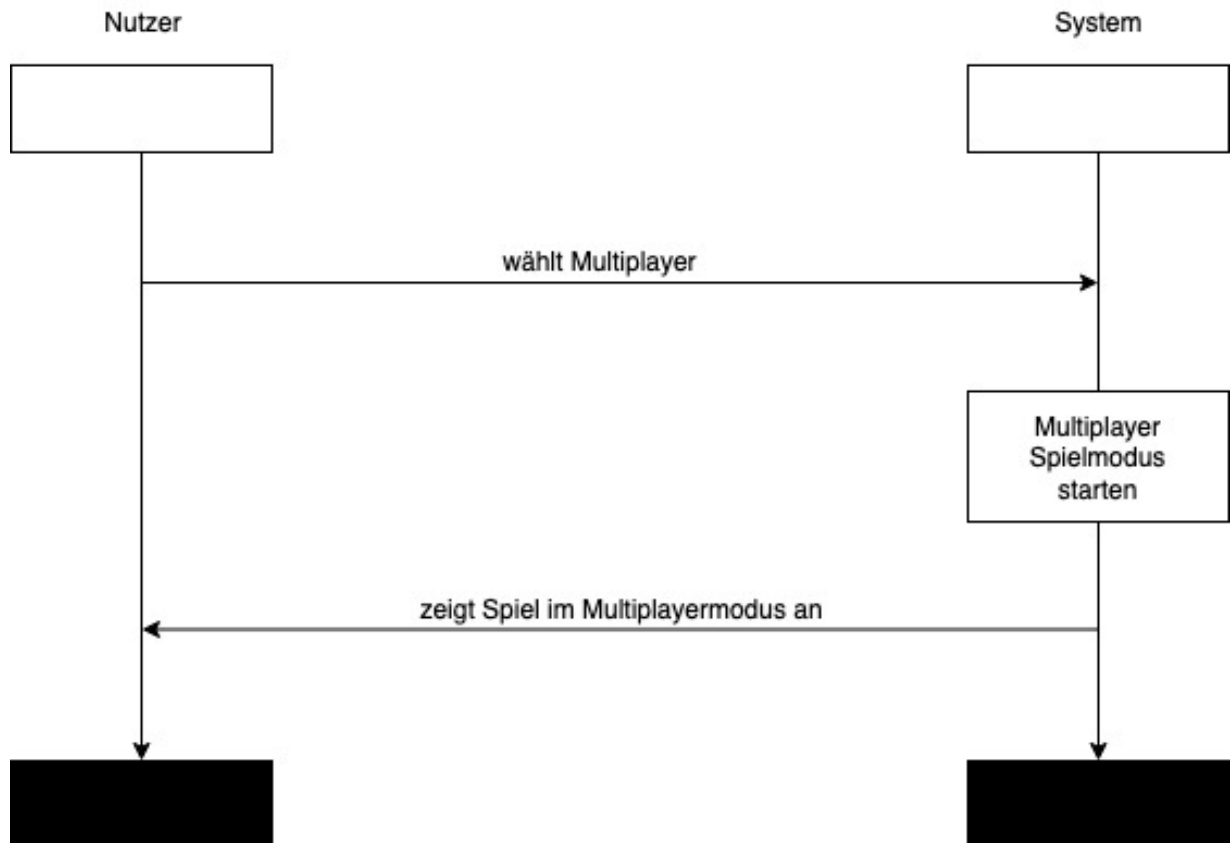 Nutzer
System
wählt Multiplayer
Multiplayer
Spielmodus
starten
zeigt Spiel im Multiplayermodus an